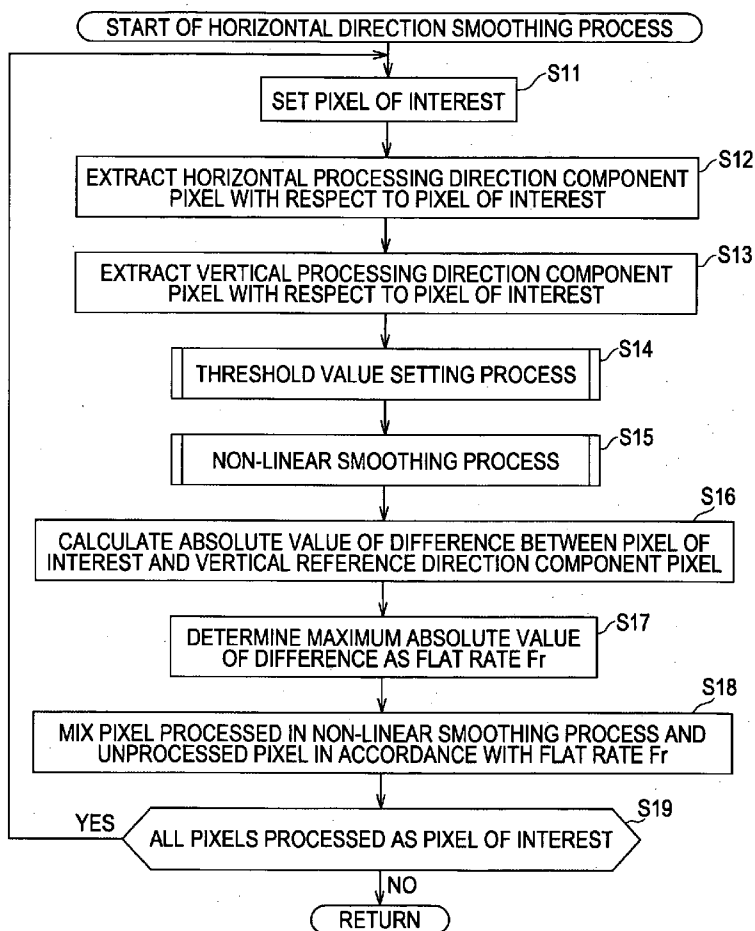 START OF HORIZONTAL DIRECTION SMOOTHING PROCESS
S11
SET PIXEL OF INTEREST
S12
EXTRACT HORIZONTAL PROCESSING DIRECTION COMPONENT
PIXEL WITH RESPECT TO PIXEL OF INTEREST
S13
EXTRACT VERTICAL PROCESSING DIRECTION COMPONENT
PIXEL WITH RESPECT TO PIXEL OF INTEREST
S14
THRESHOLD VALUE SETTING PROCESS
S15
NON-LINEAR SMOOTHING PROCESS
S16
CALCULATE ABSOLUTE VALUE OF DIFFERENCE BETWEEN PIXEL OF
INTEREST AND VERTICAL REFERENCE DIRECTION COMPONENT PIXEL
S17
DETERMINE MAXIMUM ABSOLUTE VALUE
OF DIFFERENCE AS FLAT RATE Fr
S18
MIX PIXEL PROCESSED IN NON-LINEAR SMOOTHING PROCESS AND
UNPROCESSED PIXEL IN ACCORDANCE WITH FLAT RATE Fr
S19
YES
ALL PIXELS PROCESSED AS PIXEL OF INTEREST
NO
RETURN